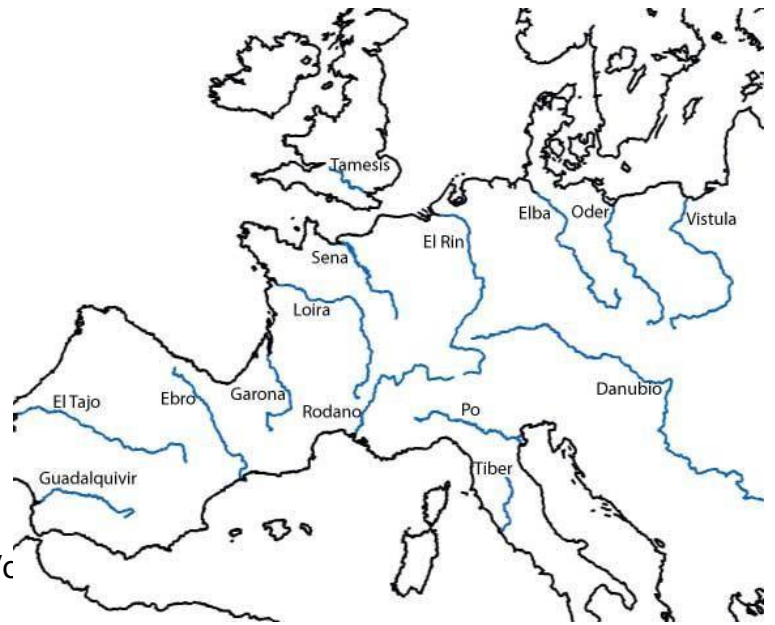 Tamesis
Elba
Oder
Vistula
El Rin
Sena
Loira
Garona
Danubio
El Tajo
Ebro
Rodano
Po
Tiber
Guadalquivir